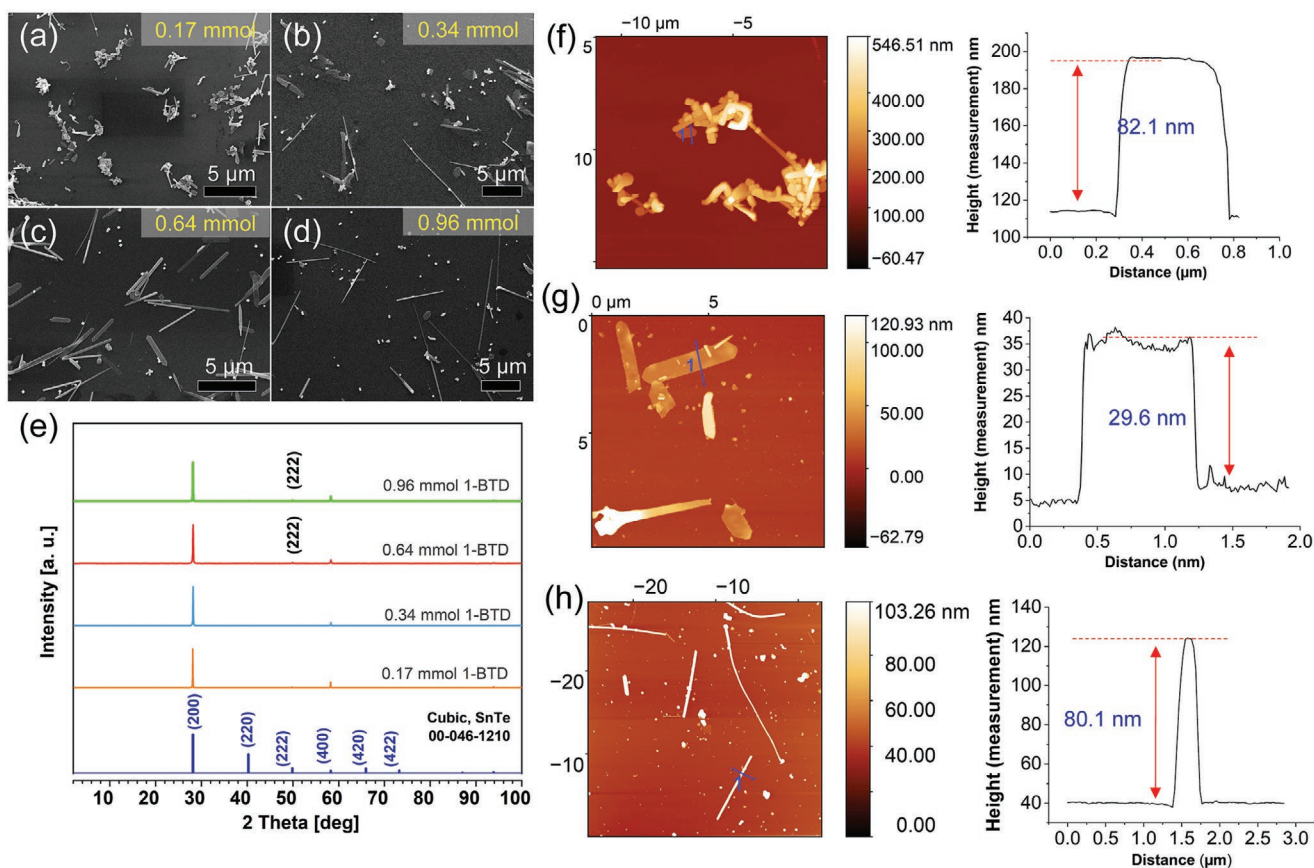 (a)
0.17 mmol
5 µm
(b)
0.34 mmol
5 µm
(c)
0.64 mmol
5 µm
(d)
0.96 mmol
5 µm
(e)
(222)
0.96 mmol 1-BTD
(222)
0.64 mmol 1-BTD
0.34 mmol 1-BTD
0.17 mmol 1-BTD
Cubic, SnTe
00-046-1210
(200)
(220)
(222)
(400)
(420)
(422)
10 20 30 40 50 60 70 80 90 100
2 Theta [deg]
Intensity [a. u.]
(f)
−10 µm −5
5
10
546.51 nm
400.00
300.00
200.00
100.00
−60.47
Height (measurement) nm
200
180
160
140
120
100
82.1 nm
0.0 0.2 0.4 0.6 0.8 1.0
Distance (µm)
(g)
0 µm 5
0
5
1
120.93 nm
100.00
50.00
0.00
−62.79
Height (measurement) nm
40
35
30
25
20
15
10
5
0
29.6 nm
0.0 0.5 1.0 1.5 2.0
Distance (nm)
(h)
−20 −10
−20
−10
103.26 nm
80.00
60.00
40.00
20.00
0.00
Height (measurement) nm
140
120
100
80
60
40
80.1 nm
0.0 0.5 1.0 1.5 2.0 2.5 3.0
Distance (µm)